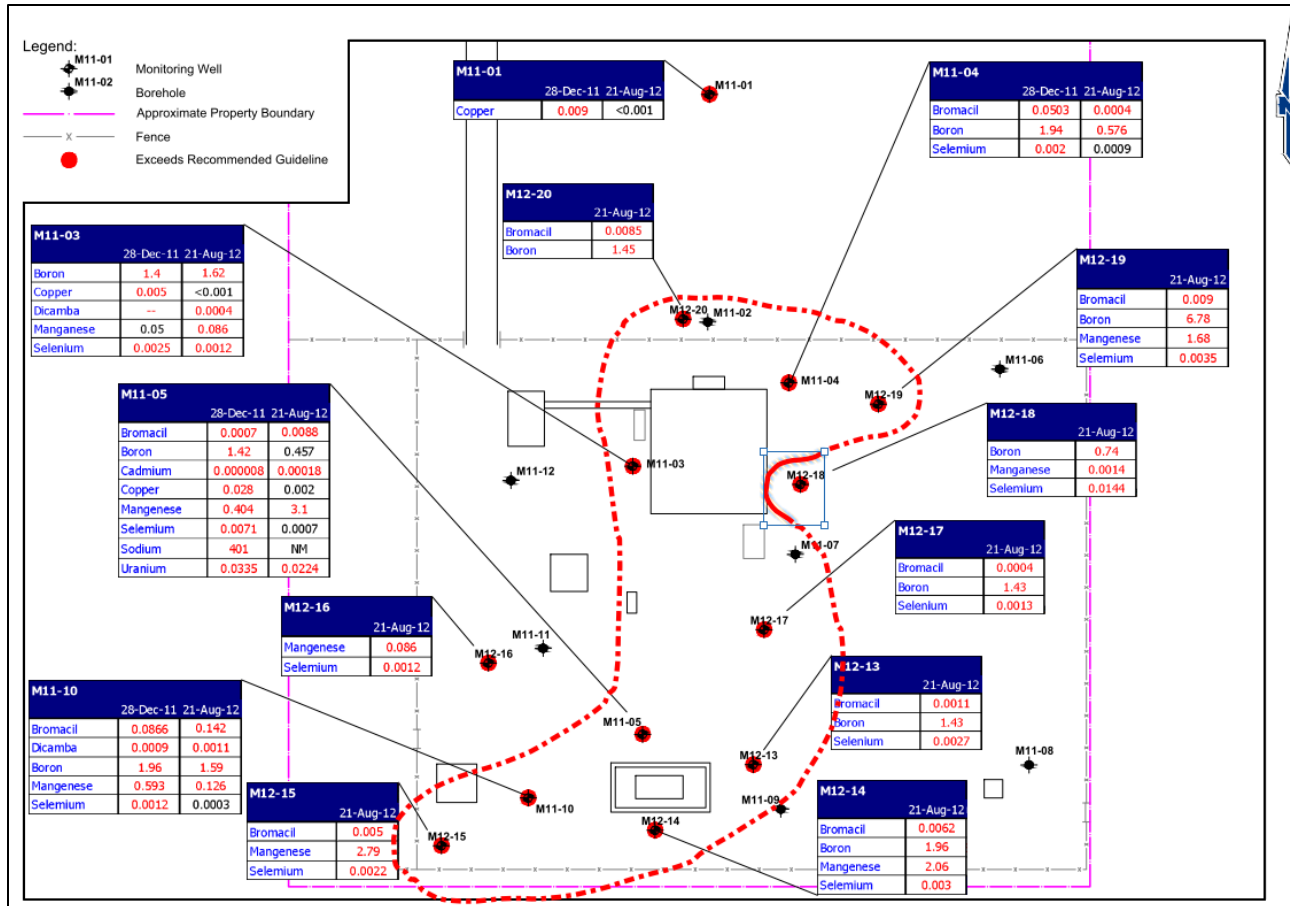 Legend:
M11-01
Monitoring Well
M11-02
Borehole
Approximate Property Boundary
x
Fence
Exceeds Recommended Guideline
M11-01
28-Dec-11 21-Aug-12
Copper 0.009 <0.001
M11-01
M11-04
28-Dec-11 21-Aug-12
Bromacil 0.0503 0.0004
Boron 1.94 0.576
Selemium 0.002 0.0009
M12-20
21-Aug-12
Bromacil 0.0085
Boron 1.45
M11-03
28-Dec-11 21-Aug-12
Boron 1.4 1.62
Copper 0.005 <0.001
Dicamba -- 0.0004
Manganese 0.05 0.086
Selenium 0.0025 0.0012
M12-19
21-Aug-12
Bromacil 0.009
Boron 6.78
Mangenese 1.68
Selemium 0.0035
M12-20
M11-02
M11-04
M12-19
M11-06
M11-05
28-Dec-11 21-Aug-12
Bromacil 0.0007 0.0088
Boron 1.42 0.457
Cadmium 0.000008 0.00018
Copper 0.028 0.002
Mangenese 0.404 3.1
Selemium 0.0071 0.0007
Sodium 401 NM
Uranium 0.0335 0.0224
M12-18
21-Aug-12
Boron 0.74
Manganese 0.0014
Selemium 0.0144
M11-12
M11-03
M12-18
M11-07
M12-17
21-Aug-12
Bromacil 0.0004
Boron 1.43
Selenium 0.0013
M12-16
21-Aug-12
Mangenese 0.086
Selemium 0.0012
M12-16
M11-11
M12-17
M12-13
21-Aug-12
Bromacil 0.0011
Boron 1.43
Selenium 0.0027
M11-10
28-Dec-11 21-Aug-12
Bromacil 0.0866 0.142
Dicamba 0.0009 0.0011
Boron 1.96 1.59
Mangenese 0.593 0.126
Selemium 0.0012 0.0003
M11-05
M12-13
M11-08
M12-15
21-Aug-12
Bromacil 0.005
Mangenese 2.79
Selemium 0.0022
M12-15
M11-10
M12-14
M11-09
M12-14
21-Aug-12
Bromacil 0.0062
Boron 1.96
Mangenese 2.06
Selemium 0.003